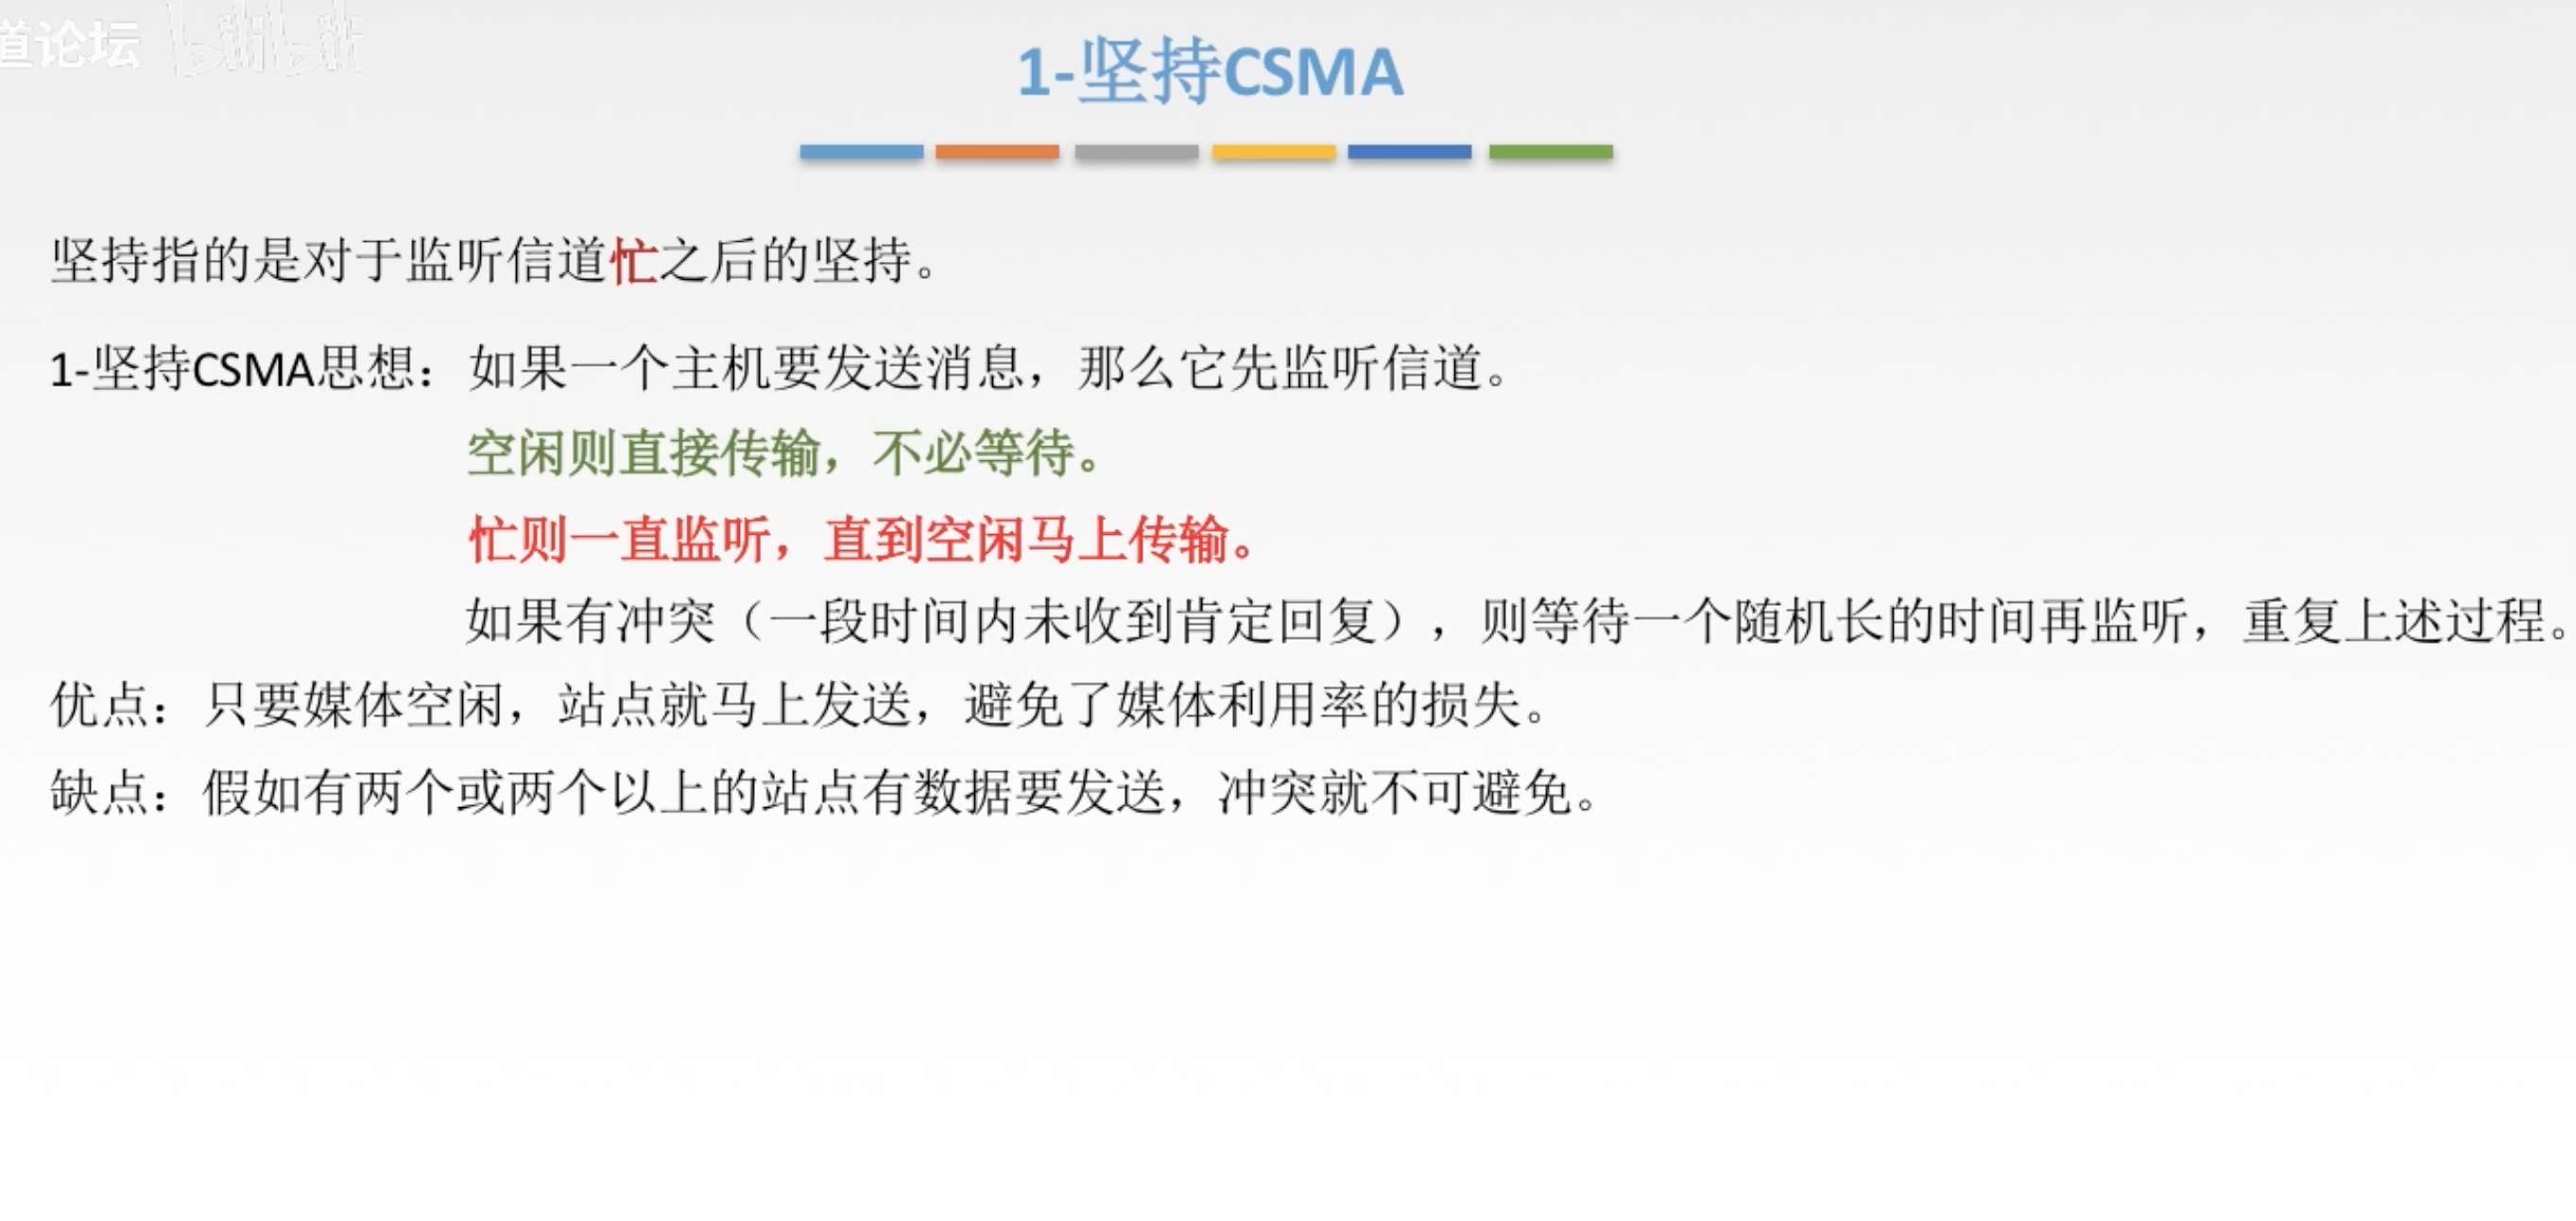 道论坛 bilibili
1-坚持CSMA
坚持指的是对于监听信道忙之后的坚持。
1-坚持CSMA思想：如果一个主机要发送消息，那么它先监听信道。
空闲则直接传输，不必等待。
忙则一直监听，直到空闲马上传输。
如果有冲突（一段时间内未收到肯定回复），则等待一个随机长的时间再监听，重复上述过程。
优点：只要媒体空闲，站点就马上发送，避免了媒体利用率的损失。
缺点：假如有两个或两个以上的站点有数据要发送，冲突就不可避免。